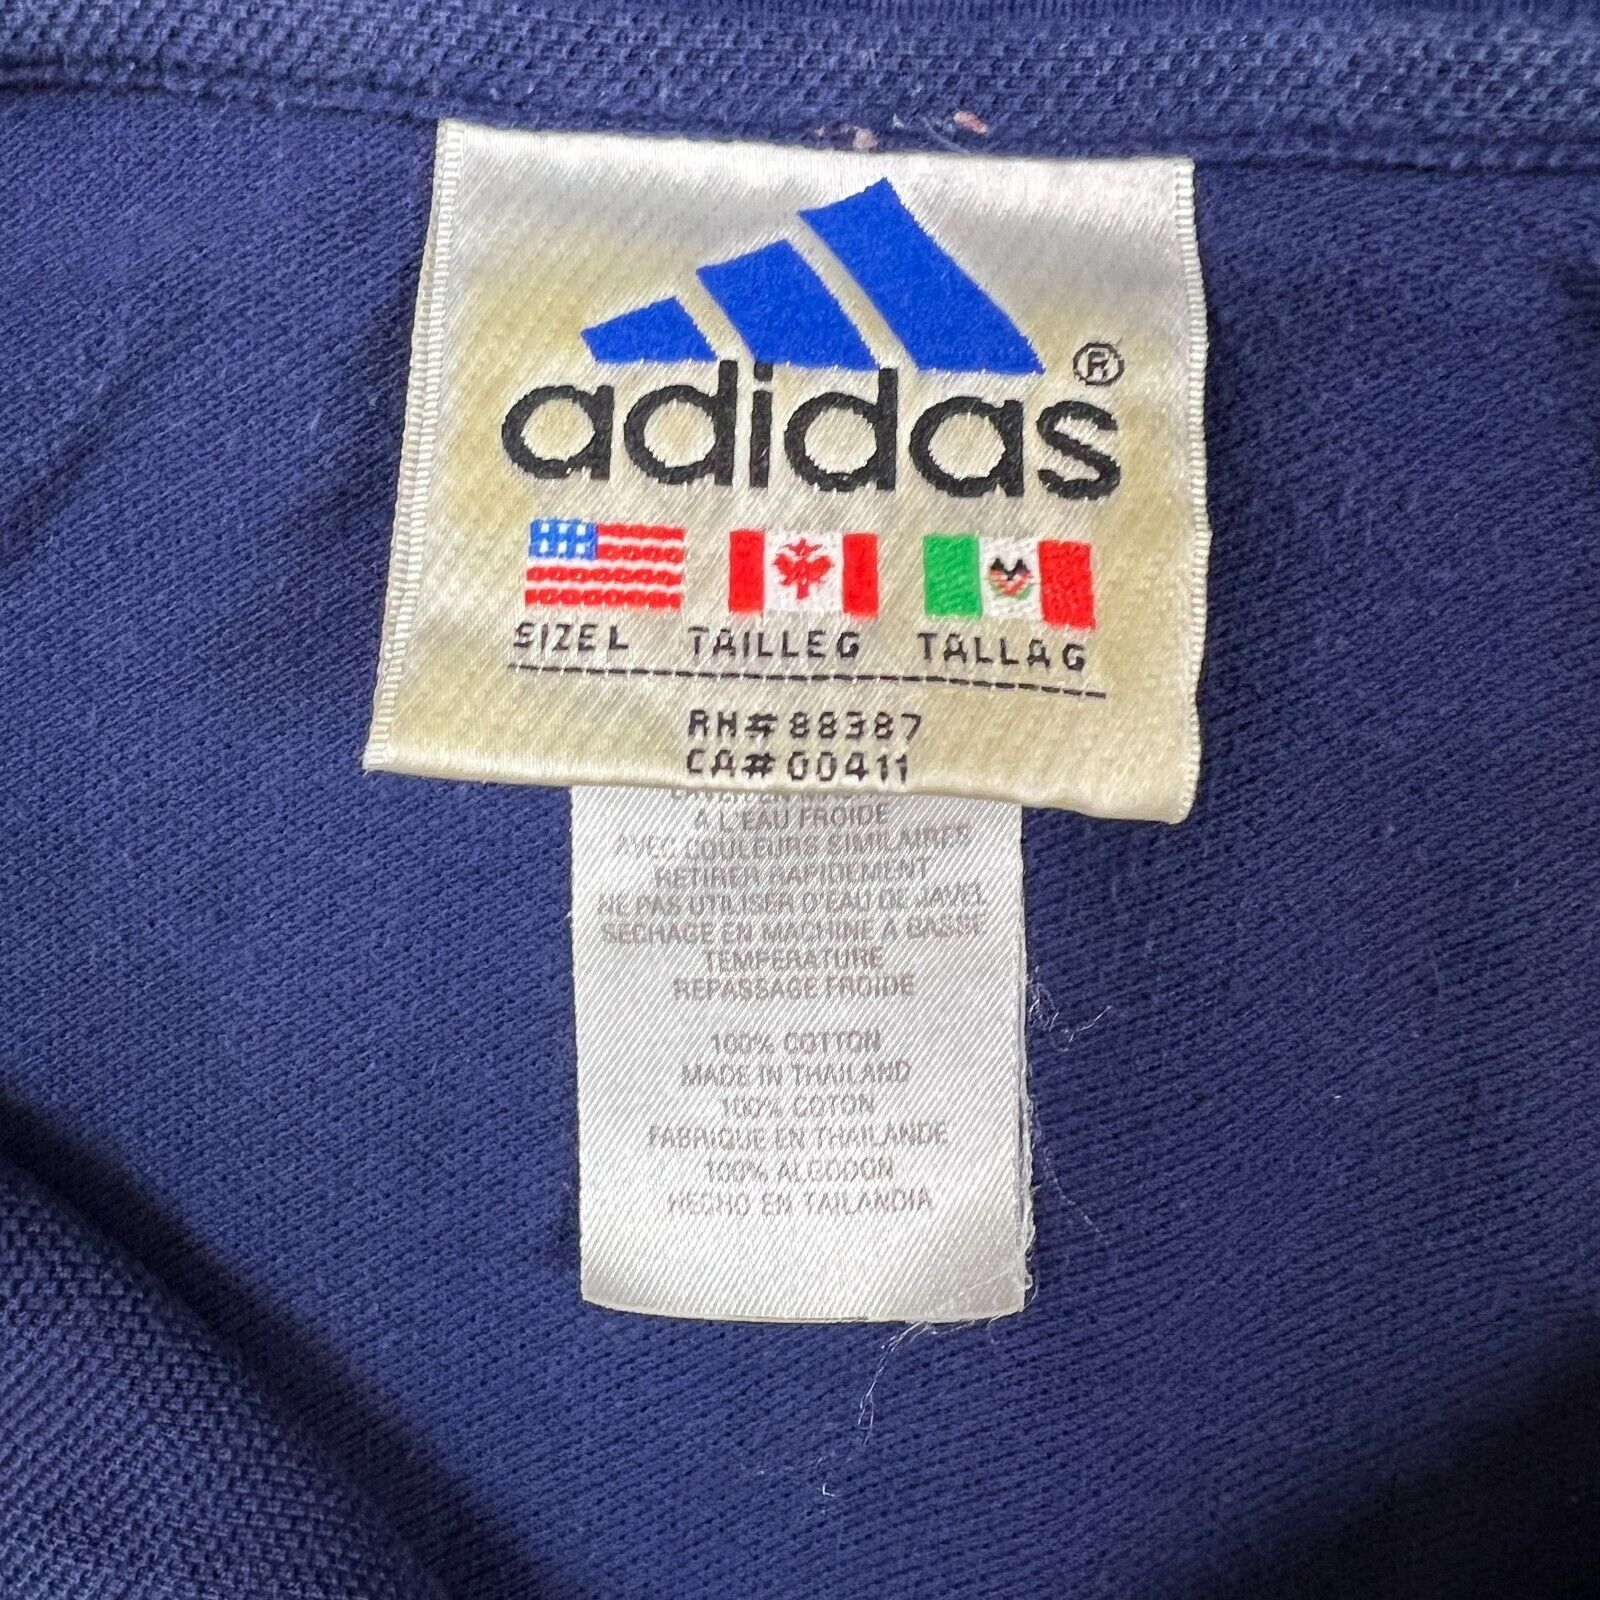 adidas ®
SIZE L TAILLE G TALLA G
RN# 88387
CA# 00411
A L'EAU FROIDE
AVEC COULEURS SIMILAIRES
RETIRER RAPIDEMENT
NE PAS UTILISER D'EAU DE JAVEL
SECHAGE EN MACHINE A BASSE
TEMPERATURE
REPASSAGE FROIDE
100% COTTON
MADE IN THAILAND
100% COTON
FABRIQUE EN THAILANDE
100% ALGODON
HECHO EN TAILANDIA